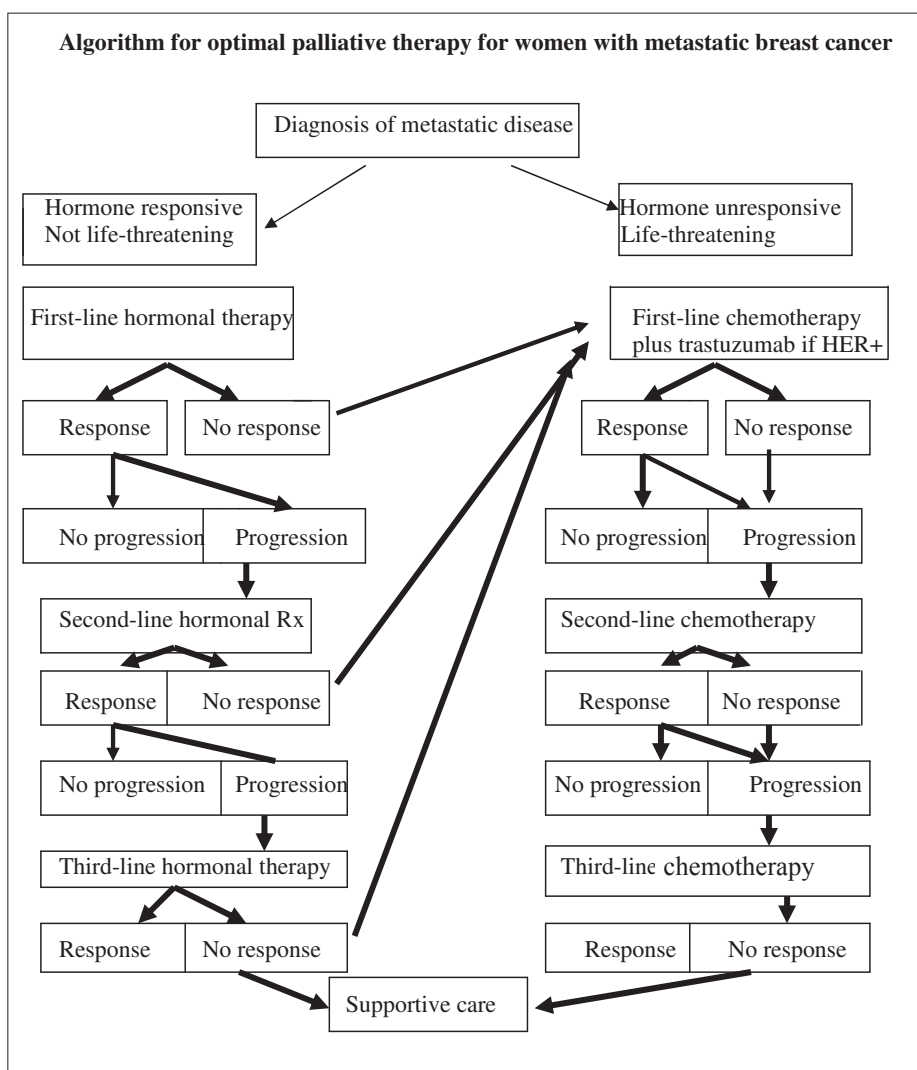 Algorithm for optimal palliative therapy for women with metastatic breast cancer
Diagnosis of metastatic disease
Hormone responsive
Not life-threatening
Hormone unresponsive
Life-threatening
First-line hormonal therapy
First-line chemotherapy
plus trastuzumab if HER+
Response
No response
Response
No response
No progression
Progression
No progression
Progression
Second-line hormonal Rx
Second-line chemotherapy
Response
No response
Response
No response
No progression
Progression
No progression
Progression
Third-line hormonal therapy
Third-line chemotherapy
Response
No response
Response
No response
Supportive care